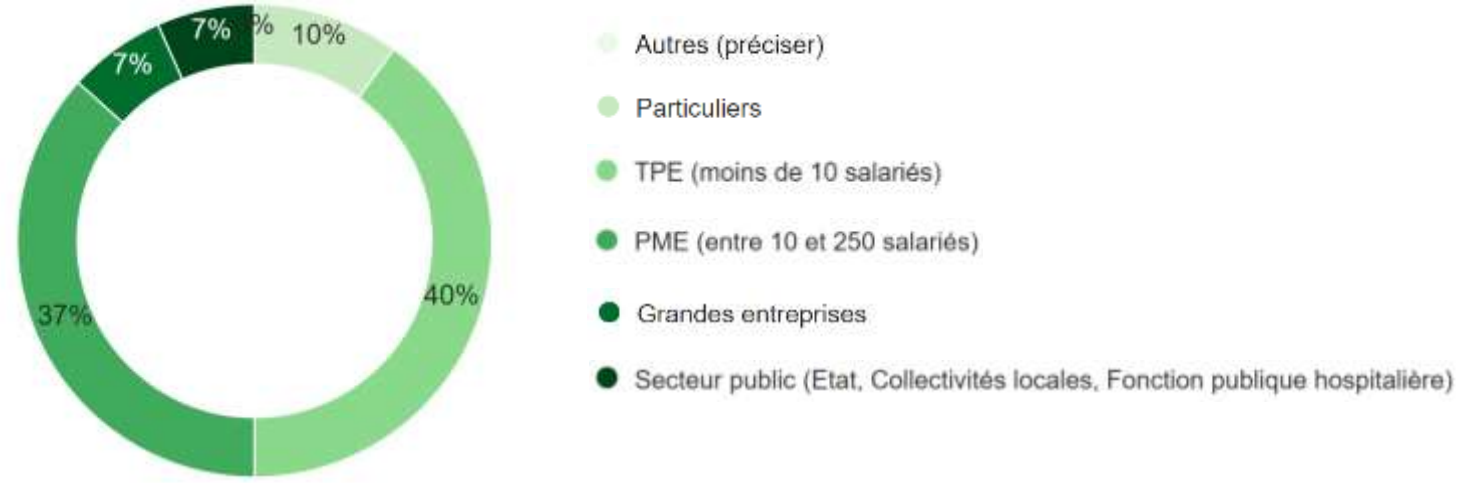 7%
%
10%
7%
37%
40%
Autres (préciser)
Particuliers
TPE (moins de 10 salariés)
PME (entre 10 et 250 salariés)
Grandes entreprises
Secteur public (Etat, Collectivités locales, Fonction publique hospitalière)